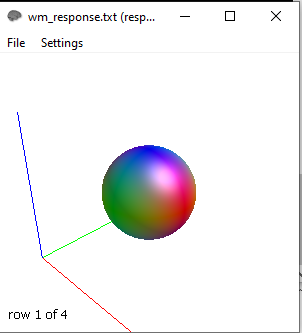 wm_response.txt (resp...
File Settings
row 1 of 4